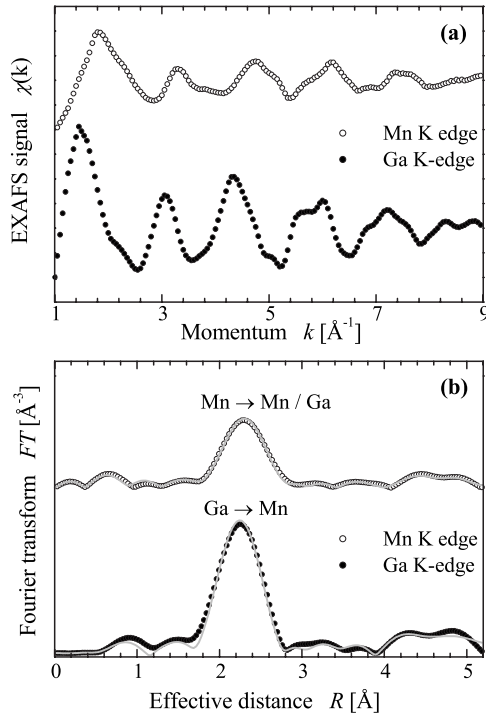 (a)
EXAFS signal χ(k)
Mn K edge
Ga K-edge
1 3 5 7 9
Momentum k [Å⁻¹]
(b)
Fourier transform FT [Å⁻³]
Mn → Mn / Ga
Ga → Mn
Mn K edge
Ga K-edge
0 1 2 3 4 5
Effective distance R [Å]